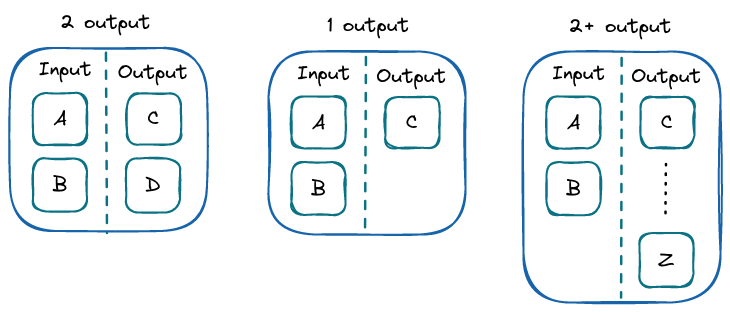 2 output
Input Output
A C
B D
1 output
Input Output
A C
B
2+ output
Input Output
A C
B
Z